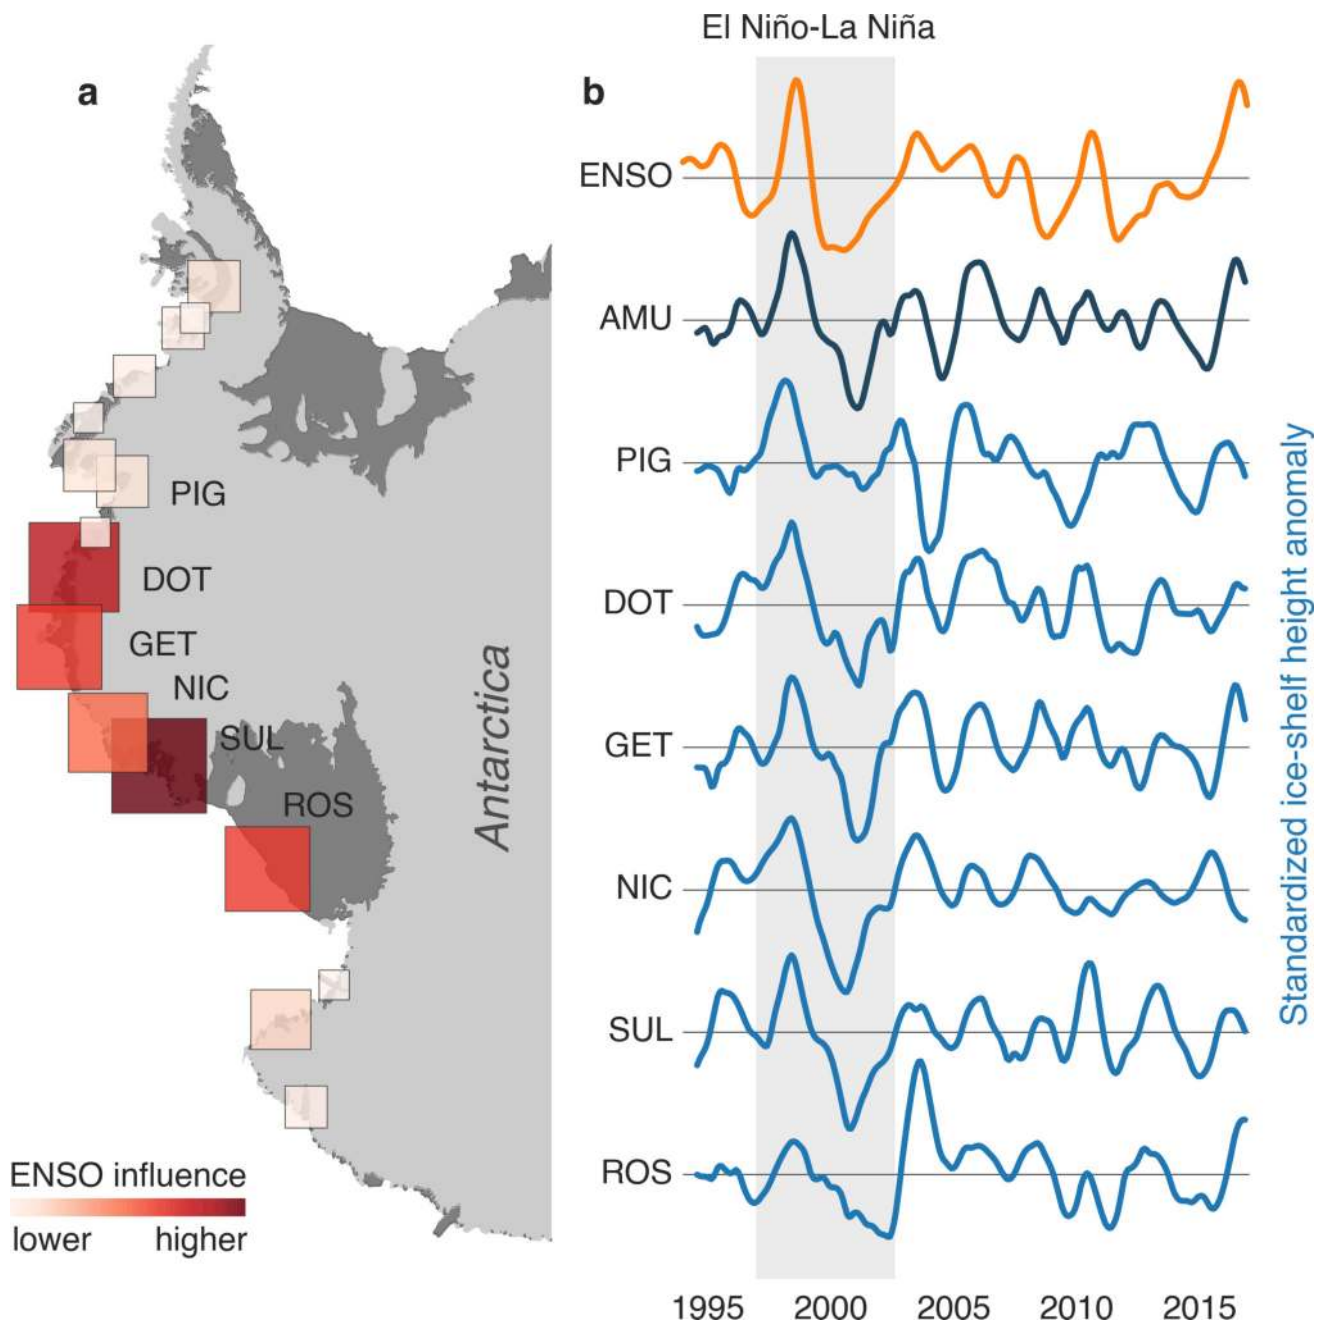 El Niño-La Niña
a
b
PIG
DOT
GET
NIC
SUL
ROS
Antarctica
ENSO influence
lower higher
ENSO
AMU
PIG
DOT
GET
NIC
SUL
ROS
Standardized ice-shelf height anomaly
1995 2000 2005 2010 2015